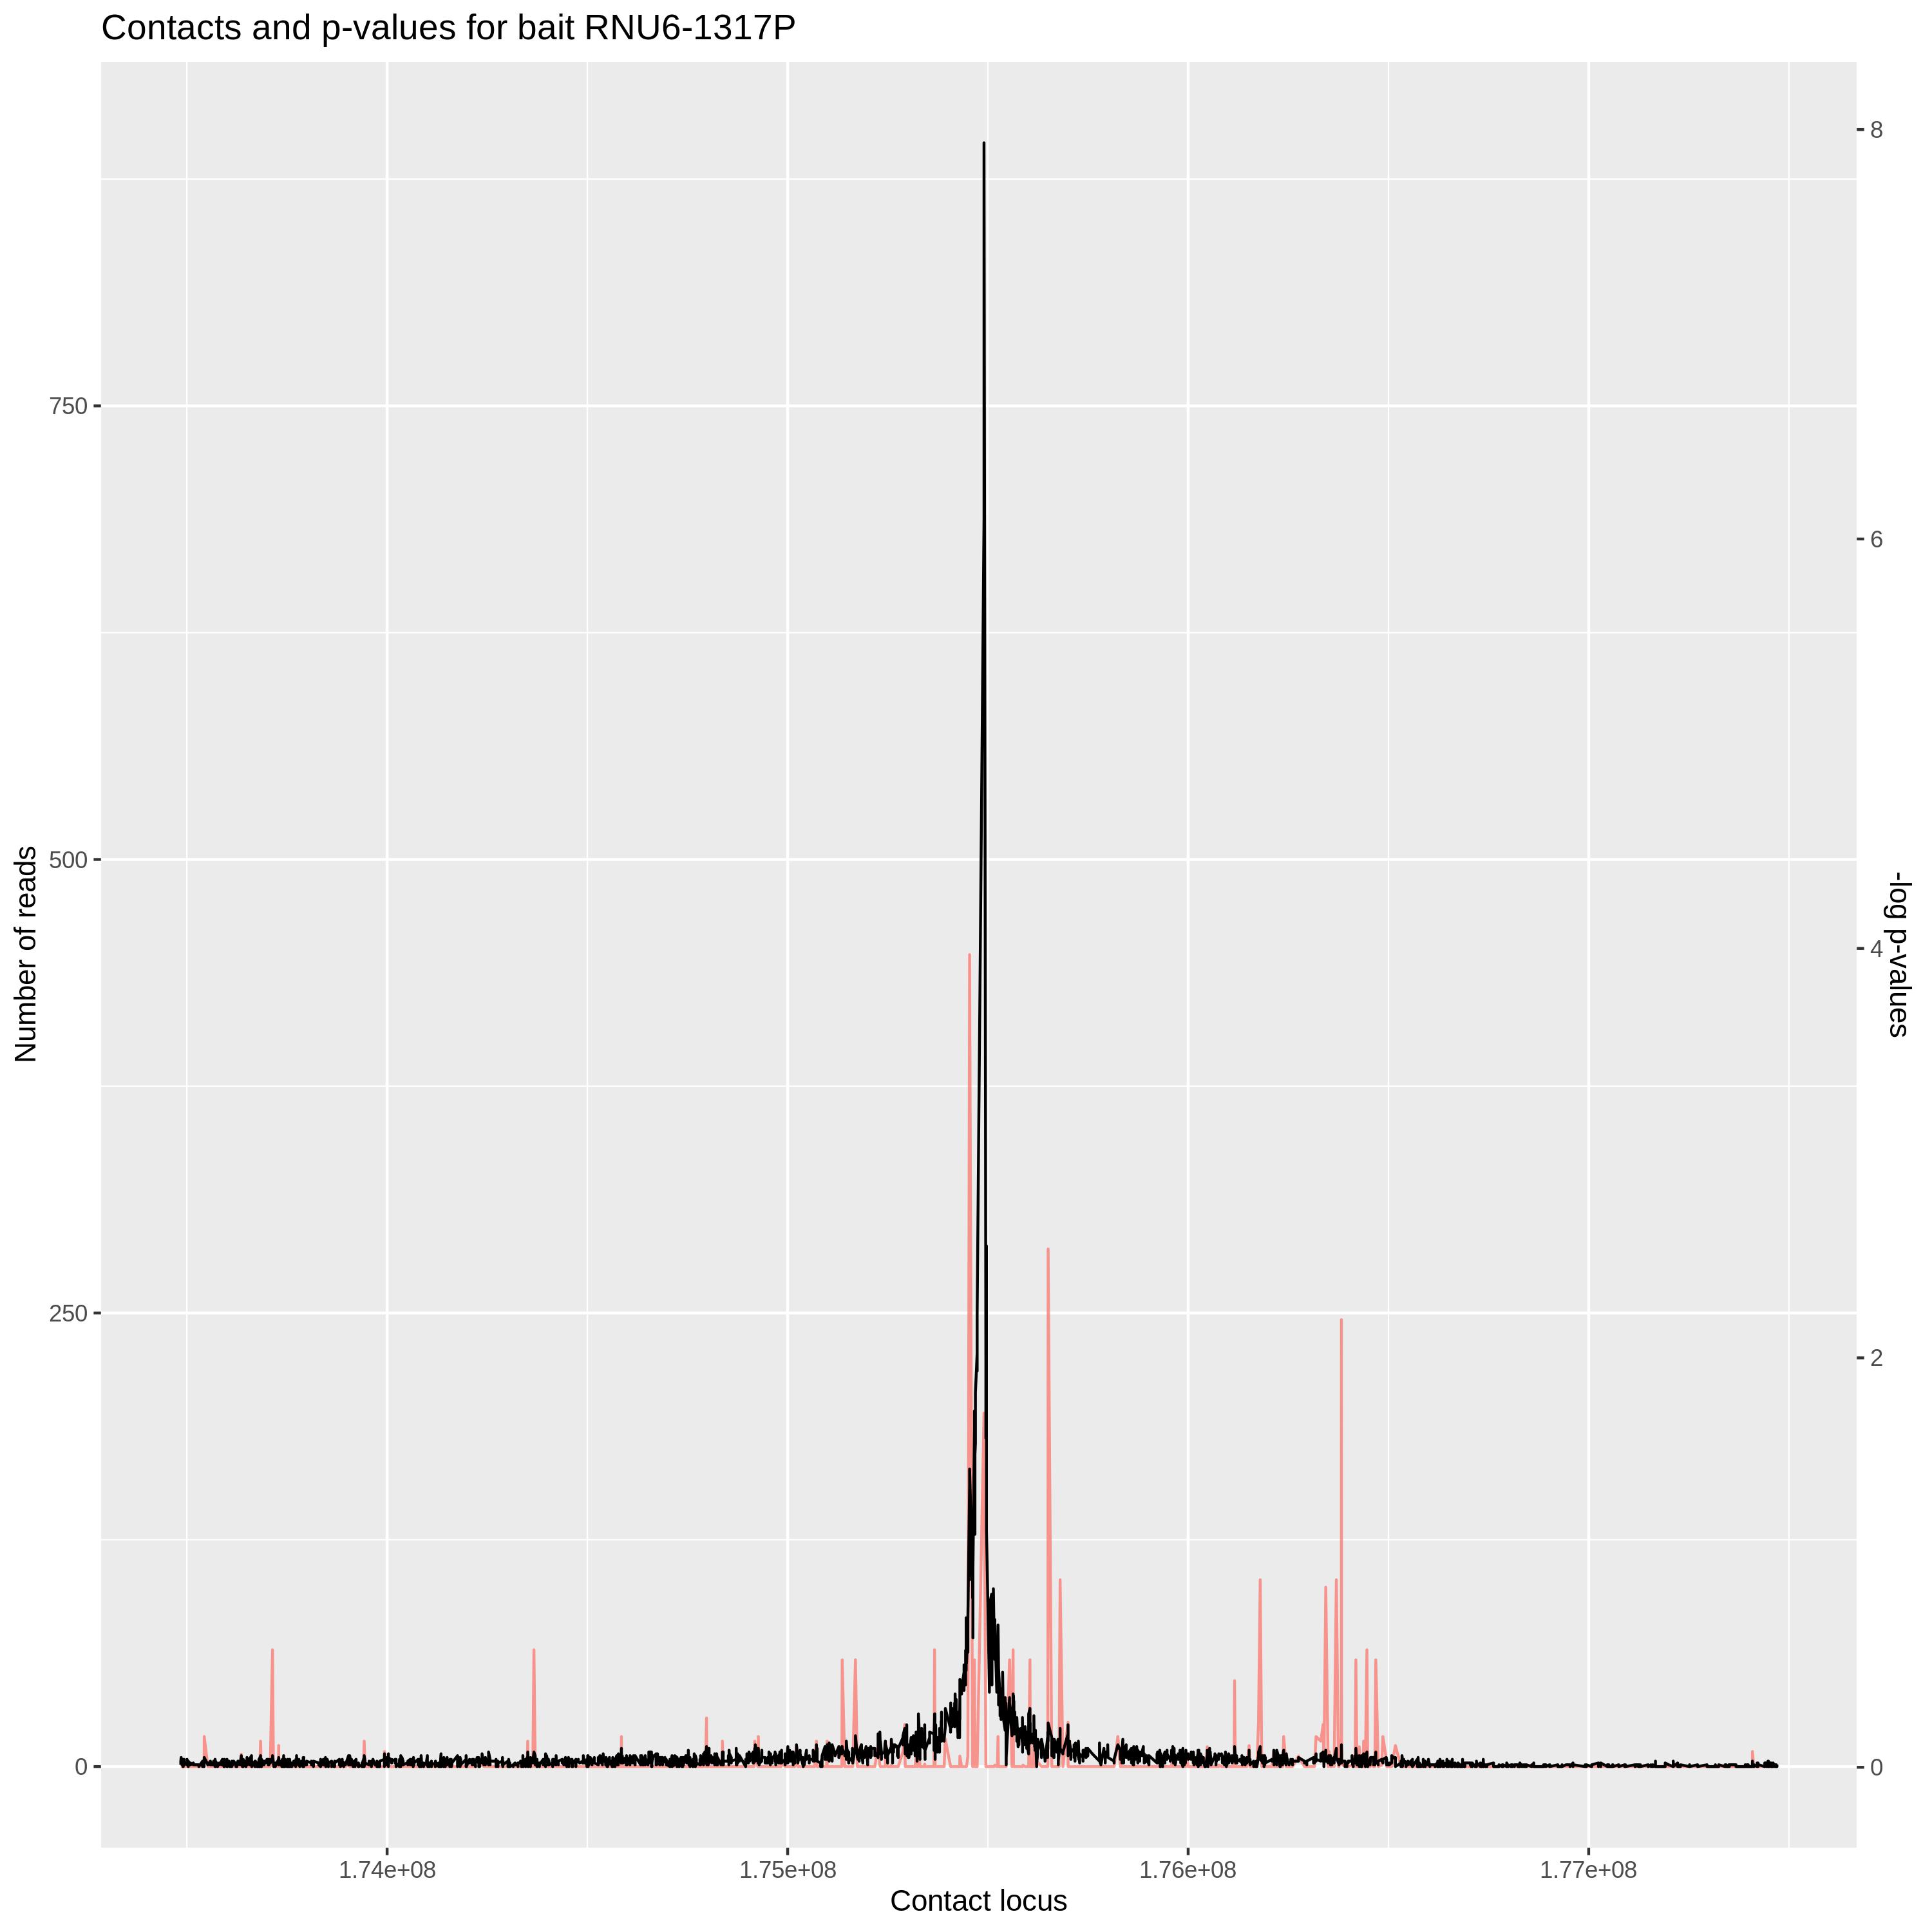 Contacts and p-values for bait RNU6-1317P
Number of reads
750
500
250
0
8
6
4
2
0
-log p-values
1.74e+08
1.75e+08
1.76e+08
1.77e+08
Contact locus